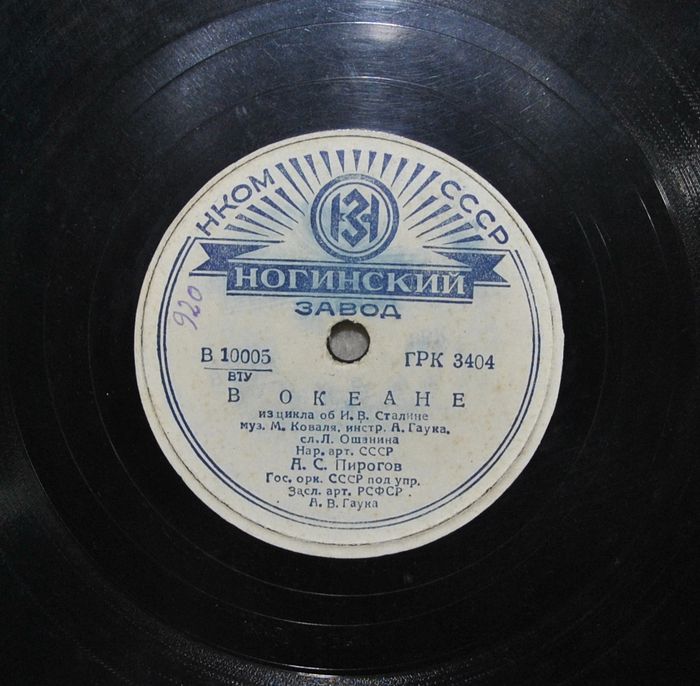 НКОМ СССР
НЗ
НОГИНСКИЙ
ЗАВОД
920
В 10005 ГРК 3404
ВТУ
В ОКЕАНЕ
из цикла об И. В. Сталине
муз. М. Коваля, инстр. А. Гаука,
сл. Л. Ошанина
Нар. арт. СССР
А. С. Пирогов
Гос. орк. СССР под упр.
Засл. арт. РСФСР
А. В. Гаука